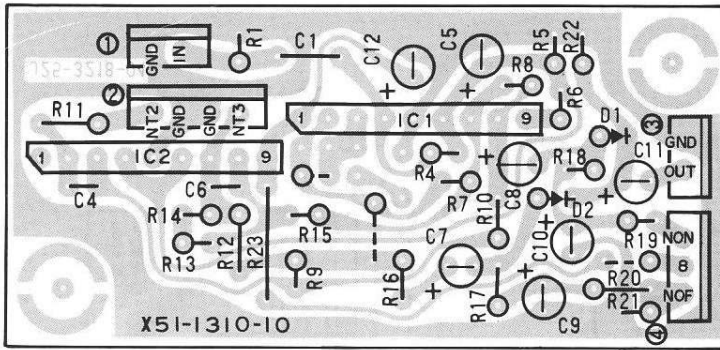 ①
GND
IN
R1
C1
C12
C5
R5
R22
R8
②
NT2
GND
GND
NT3
R11
1
IC1
9
R6
D1
③
GND
OUT
C11
R18
1
IC2
9
R4
R7
C8
C4
C6
R14
R13
R12
R23
R15
R10
D2
C10
R19
NON
8
NOF
R20
R21
④
R9
R16
C7
R17
C9
X51-1310-10